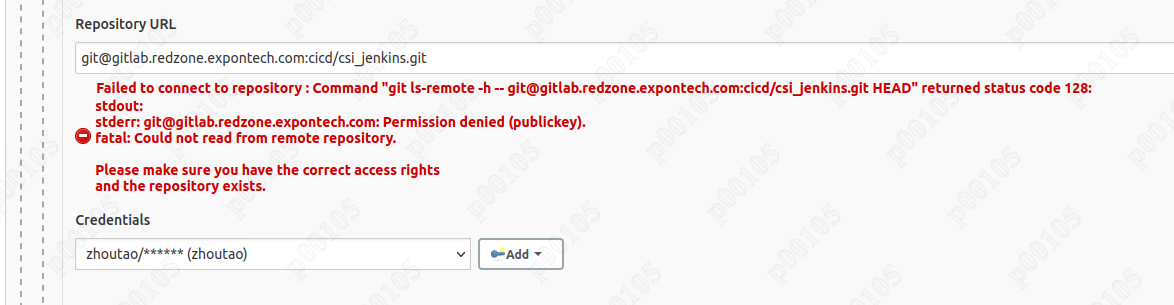 Repository URL
git@gitlab.redzone.expontech.com:cicd/csi_jenkins.git
Failed to connect to repository : Command "git ls-remote -h -- git@gitlab.redzone.expontech.com:cicd/csi_jenkins.git HEAD" returned status code 128:
stdout:
stderr: git@gitlab.redzone.expontech.com: Permission denied (publickey).
fatal: Could not read from remote repository.
Please make sure you have the correct access rights
and the repository exists.
Credentials
zhoutao/****** (zhoutao)
Add
p00105